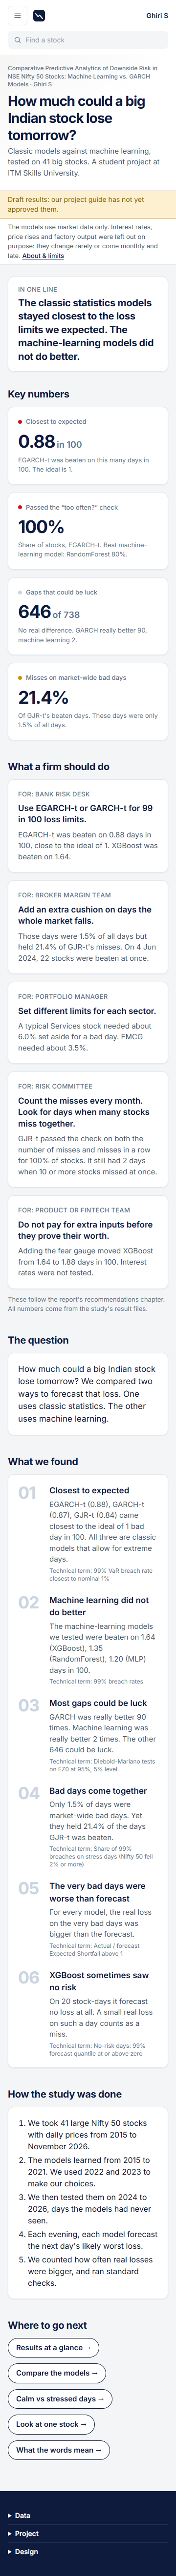 Ghiri S
Find a stock
Comparative Predictive Analytics of Downside Risk in
NSE Nifty 50 Stocks: Machine Learning vs. GARCH
Models · Ghiri S
How much could a big
Indian stock lose
tomorrow?
Classic models against machine learning,
tested on 41 big stocks. A student project at
ITM Skills University.
Draft results: our project guide has not yet
approved them.
The models use market data only. Interest rates,
price rises and factory output were left out on
purpose: they change rarely or come monthly and
late. About & limits
IN ONE LINE
The classic statistics models
stayed closest to the loss
limits we expected. The
machine-learning models did
not do better.
Key numbers
Closest to expected
0.88 in 100
EGARCH-t was beaten on this many days in
100. The ideal is 1.
Passed the “too often?” check
100%
Share of stocks, EGARCH-t. Best machine-
learning model: RandomForest 80%.
Gaps that could be luck
646 of 738
No real difference. GARCH really better 90,
machine learning 2.
Misses on market-wide bad days
21.4%
Of GJR-t's beaten days. These days were only
1.5% of all days.
What a firm should do
FOR: BANK RISK DESK
Use EGARCH-t or GARCH-t for 99
in 100 loss limits.
EGARCH-t was beaten on 0.88 days in
100, close to the ideal of 1. XGBoost was
beaten on 1.64.
FOR: BROKER MARGIN TEAM
Add an extra cushion on days the
whole market falls.
Those days were 1.5% of all days but
held 21.4% of GJR-t's misses. On 4 Jun
2024, 22 stocks were beaten at once.
FOR: PORTFOLIO MANAGER
Set different limits for each sector.
A typical Services stock needed about
6.0% set aside for a bad day. FMCG
needed about 3.5%.
FOR: RISK COMMITTEE
Count the misses every month.
Look for days when many stocks
miss together.
GJR-t passed the check on both the
number of misses and misses in a row
for 100% of stocks. It still had 2 days
when 10 or more stocks missed at once.
FOR: PRODUCT OR FINTECH TEAM
Do not pay for extra inputs before
they prove their worth.
Adding the fear gauge moved XGBoost
from 1.64 to 1.88 days in 100. Interest
rates were not tested.
These follow the report's recommendations chapter.
All numbers come from the study's result files.
The question
How much could a big Indian stock
lose tomorrow? We compared two
ways to forecast that loss. One
uses classic statistics. The other
uses machine learning.
What we found
01
Closest to expected
EGARCH-t (0.88), GARCH-t
(0.87), GJR-t (0.84) came
closest to the ideal of 1 bad
day in 100. All three are classic
models that allow for extreme
days.
Technical term: 99% VaR breach rate
closest to nominal 1%
02
Machine learning did not
do better
The machine-learning models
we tested were beaten on 1.64
(XGBoost), 1.35
(RandomForest), 1.20 (MLP)
days in 100.
Technical term: 99% breach rates
03
Most gaps could be luck
GARCH was really better 90
times. Machine learning was
really better 2 times. The other
646 could be luck.
Technical term: Diebold-Mariano tests
on FZ0 at 95%, 5% level
04
Bad days come together
Only 1.5% of days were
market-wide bad days. Yet
they held 21.4% of the days
GJR-t was beaten.
Technical term: Share of 99%
breaches on stress days (Nifty 50 fell
2% or more)
05
The very bad days were
worse than forecast
For every model, the real loss
on the very bad days was
bigger than the forecast.
Technical term: Actual / forecast
Expected Shortfall above 1
06
XGBoost sometimes saw
no risk
On 20 stock-days it forecast
no loss at all. A small real loss
on such a day counts as a
miss.
Technical term: No-risk days: 99%
forecast quantile at or above zero
How the study was done
1. We took 41 large Nifty 50 stocks
with daily prices from 2015 to
November 2026.
2. The models learned from 2015 to
2021. We used 2022 and 2023 to
make our choices.
3. We then tested them on 2024 to
2026, days the models had never
seen.
4. Each evening, each model forecast
the next day's likely worst loss.
5. We counted how often real losses
were bigger, and ran standard
checks.
Where to go next
Results at a glance →
Compare the models →
Calm vs stressed days →
Look at one stock →
What the words mean →
Data
Project
Design